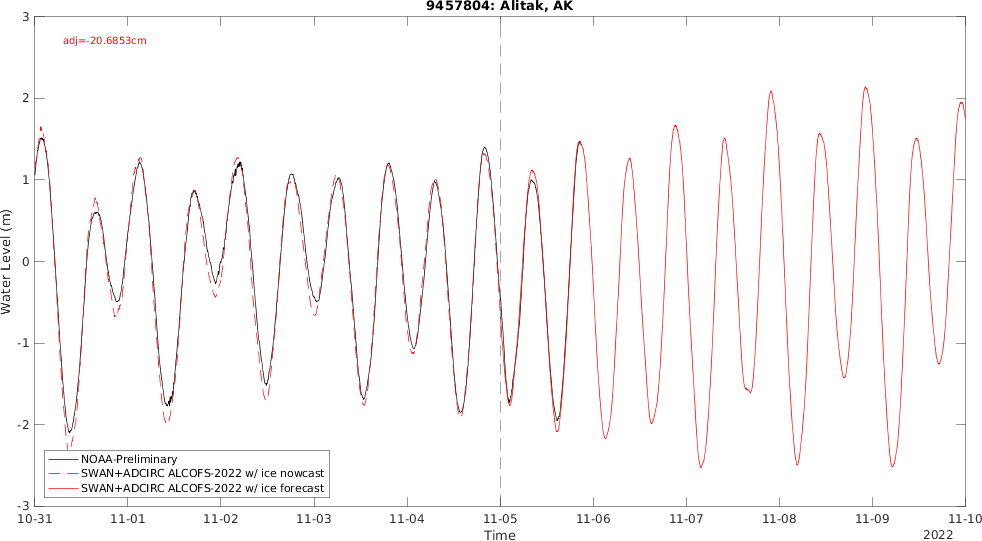 9457804: Alitak, AK
adj=-20.6853cm
3
2
1
0
-1
-2
-3
Water Level (m)
NOAA-Preliminary
SWAN+ADCIRC ALCOFS-2022 w/ ice nowcast
SWAN+ADCIRC ALCOFS-2022 w/ ice forecast
10-31 11-01 11-02 11-03 11-04 11-05 11-06 11-07 11-08 11-09 11-10
Time
2022